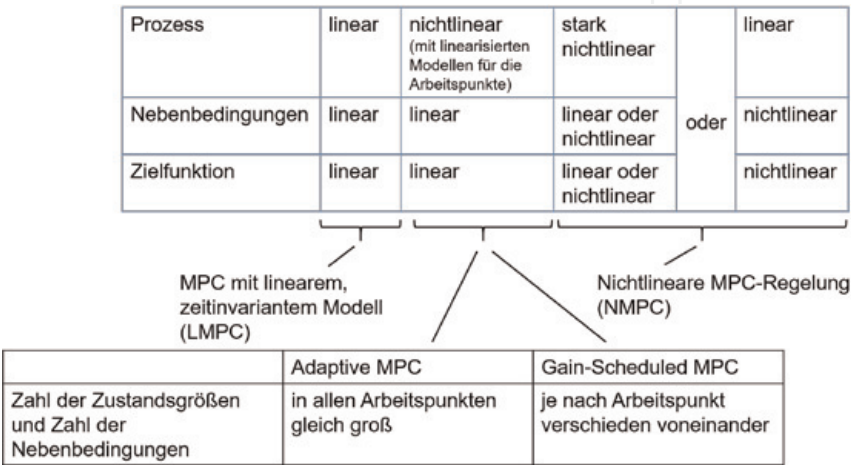 Prozess linear nichtlinear stark linear
(mit linearisierten nichtlinear
Modellen für die
Arbeitspunkte)
Nebenbedingungen linear linear linear oder oder nichtlinear
nichtlinear
Zielfunktion linear linear linear oder nichtlinear
nichtlinear
MPC mit linearem, Nichtlineare MPC-Regelung
zeitinvariantem Modell (NMPC)
(LMPC)
Adaptive MPC Gain-Scheduled MPC
Zahl der Zustandsgrößen in allen Arbeitspunkten je nach Arbeitspunkt
und Zahl der gleich groß verschieden voneinander
Nebenbedingungen